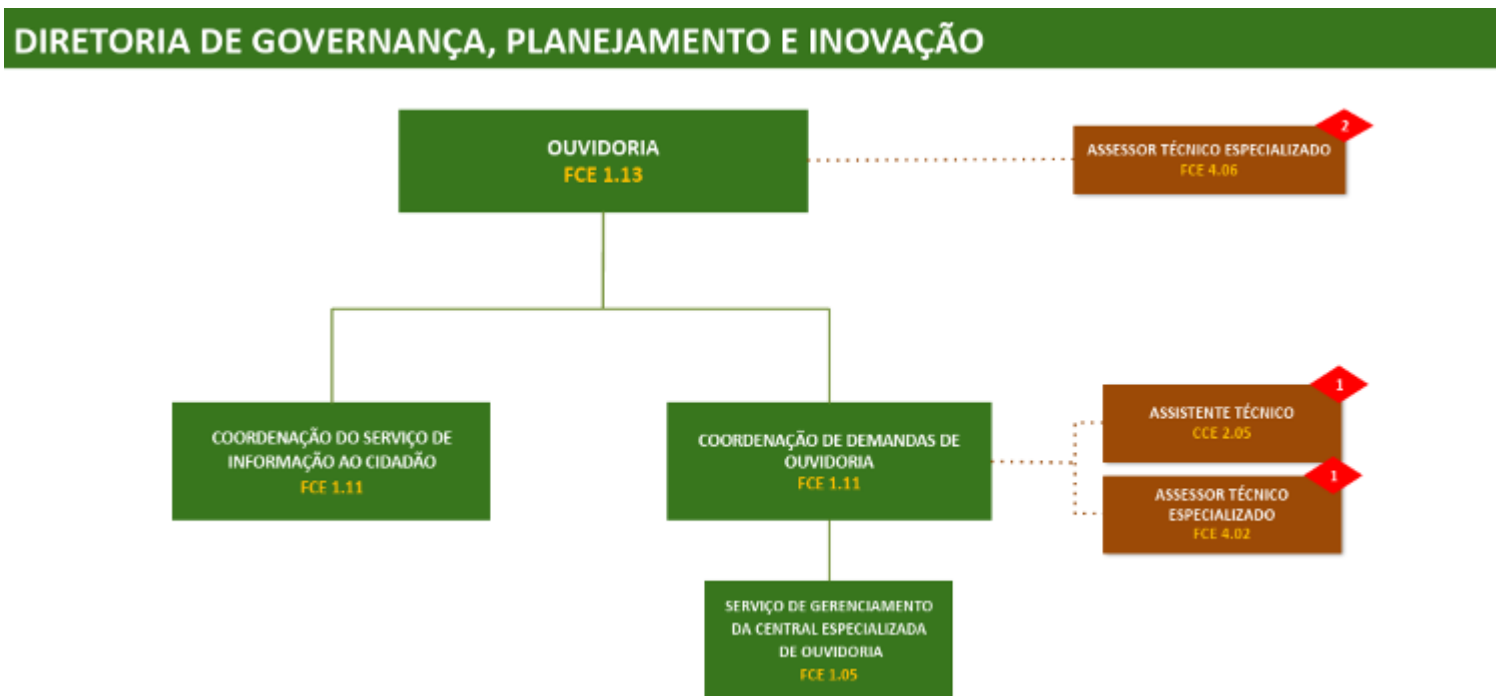 DIRETORIA DE GOVERNANÇA, PLANEJAMENTO E INOVAÇÃO
OUVIDORIA
FCE 1.13
2
ASSESSOR TÉCNICO ESPECIALIZADO
FCE 4.06
COORDENAÇÃO DO SERVIÇO DE
INFORMAÇÃO AO CIDADÃO
FCE 1.11
COORDENAÇÃO DE DEMANDAS DE
OUVIDORIA
FCE 1.11
1
ASSISTENTE TÉCNICO
CCE 2.05
1
ASSESSOR TÉCNICO
ESPECIALIZADO
FCE 4.02
SERVIÇO DE GERENCIAMENTO
DA CENTRAL ESPECIALIZADA
DE OUVIDORIA
FCE 1.05